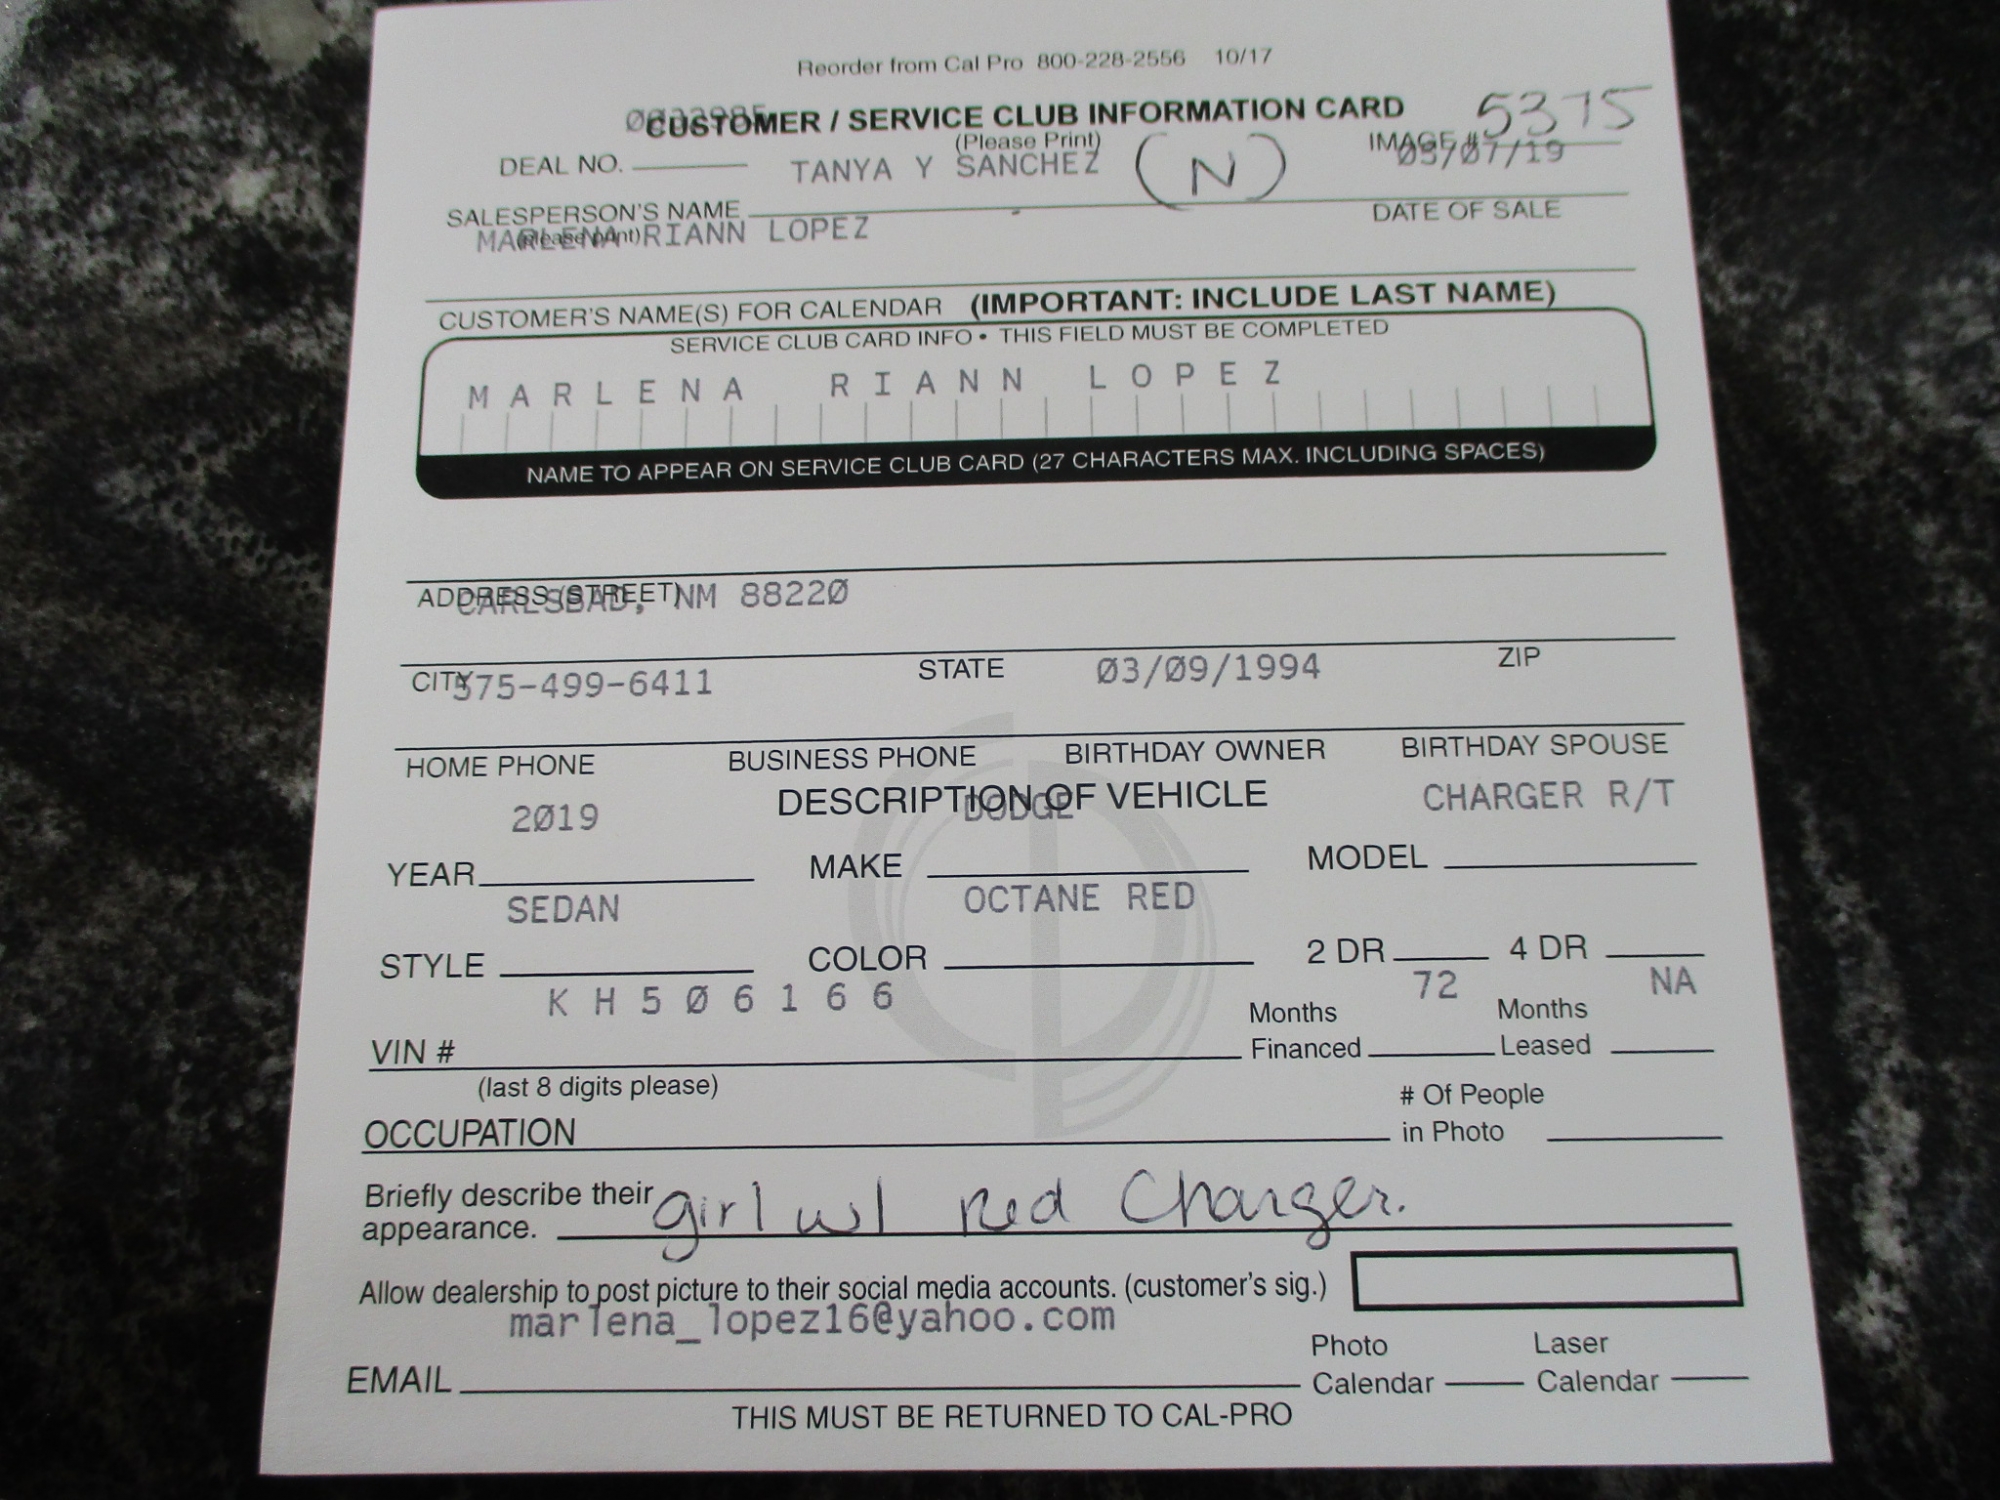 Reorder from Cal Pro 800-228-2556 10/17
CUSTOMER / SERVICE CLUB INFORMATION CARD 5375
(Please Print) IMAGE #
DEAL NO. TANYA Y SANCHEZ (N) 03/07/19
SALESPERSON'S NAME DATE OF SALE
(please print)
MARLENA RIANN LOPEZ
CUSTOMER'S NAME(S) FOR CALENDAR (IMPORTANT: INCLUDE LAST NAME)
SERVICE CLUB CARD INFO • THIS FIELD MUST BE COMPLETED
MARLENA RIANN LOPEZ
NAME TO APPEAR ON SERVICE CLUB CARD (27 CHARACTERS MAX. INCLUDING SPACES)
ADDRESS (STREET)
CARLSBAD, NM 88220
CITY STATE ZIP
575-499-6411 03/09/1994
HOME PHONE BUSINESS PHONE BIRTHDAY OWNER BIRTHDAY SPOUSE
DESCRIPTION OF VEHICLE
2019 DODGE CHARGER R/T
YEAR MAKE MODEL
SEDAN OCTANE RED
STYLE COLOR 2 DR 4 DR
KH506166 72 NA
VIN # Months Financed Months Leased
(last 8 digits please)
OCCUPATION # Of People in Photo
Briefly describe their appearance. girl w/ Red Charger.
Allow dealership to post picture to their social media accounts. (customer's sig.)
marlena_lopez16@yahoo.com
EMAIL Photo Calendar Laser Calendar
THIS MUST BE RETURNED TO CAL-PRO